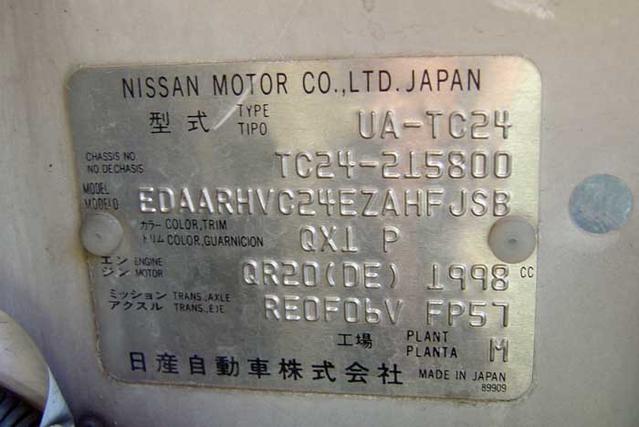 NISSAN MOTOR CO.,LTD. JAPAN
型式 TYPE TIPO UA-TC24
CHASSIS NO. NO.DE CHASIS TC24-215800
MODEL MODELO EDAARHVC24EZAHFJSB
カラー COLOR,TRIM
トリム COLOR,GUARNICION QX1 P
エン ENGINE
ジン MOTOR QR20(DE) 1998 CC
ミッション TRANS.,AXLE
アクスル TRANS.,EJE RE0F06V FP57
工場 PLANT PLANTA M
日産自動車株式会社 MADE IN JAPAN
89909